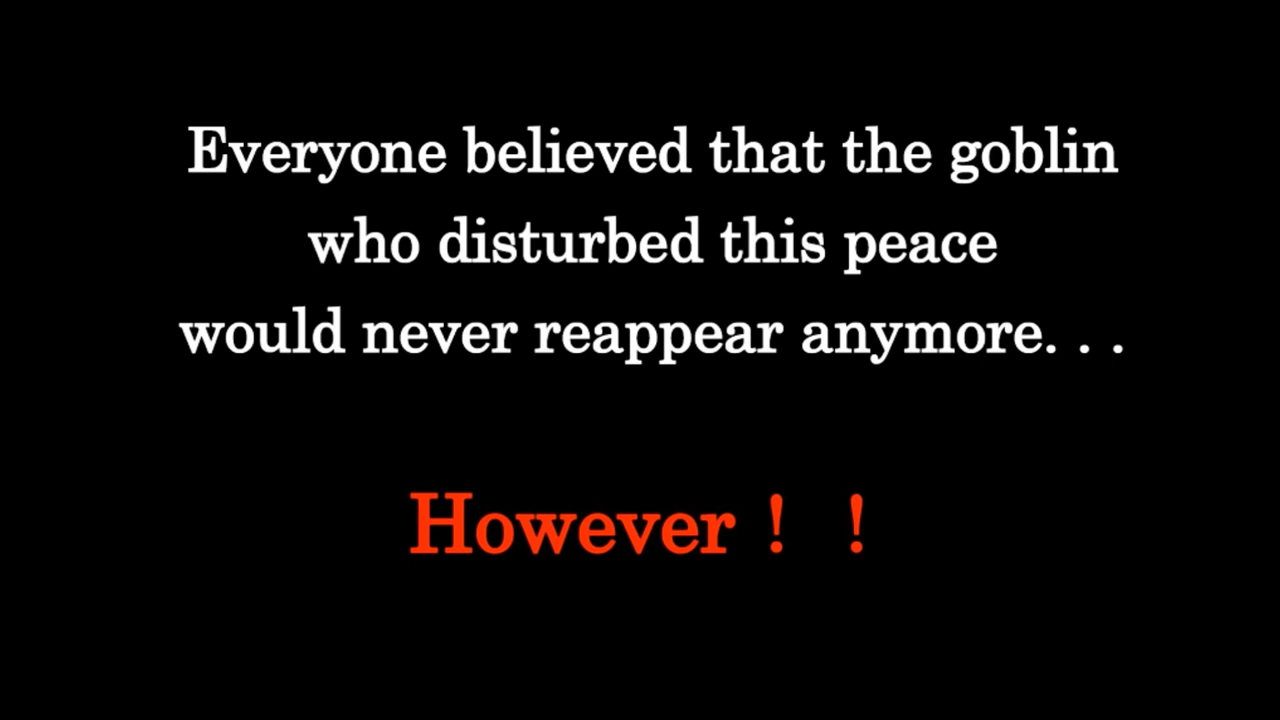 Everyone believed that the goblin
who disturbed this peace
would never reappear anymore. . .
However！！